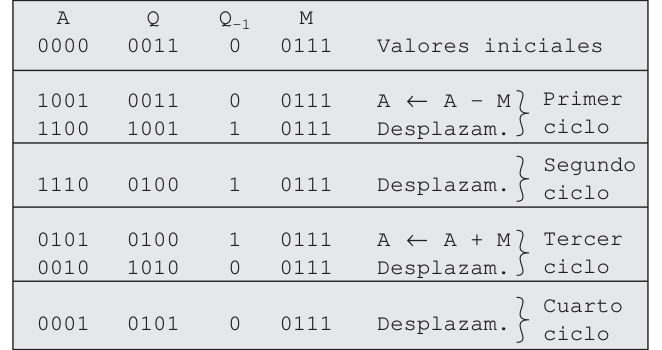 A Q Q₋₁ M
0000 0011 0 0111 Valores iniciales
1001 0011 0 0111 A ← A − M Primer
1100 1001 1 0111 Desplazam. ciclo
Segundo
1110 0100 1 0111 Desplazam. ciclo
0101 0100 1 0111 A ← A + M Tercer
0010 1010 0 0111 Desplazam. ciclo
Cuarto
0001 0101 0 0111 Desplazam. ciclo